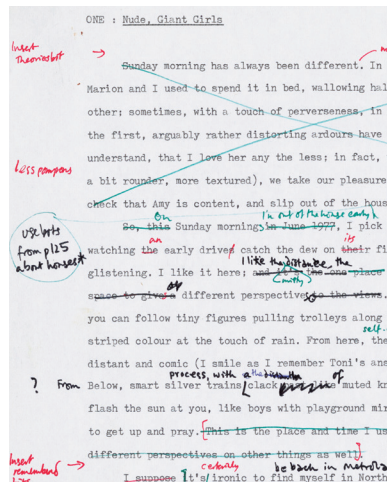 ONE : Nude, Giant Girls
Insert
Theories bit
Sunday morning has always been different. In
Marion and I used to spend it in bed, wallowing hal
other: sometimes, with a touch of perverseness, in
the first, arguably rather distorting ardours have
understand, that I love her any the less; in fact,
Less pompous
a bit rounder, more textured), we take our pleasure
check that Amy is content, and slip out of the hous
On I'm out of the house early)
So, this Sunday morning in June 1977, I pick
use bits
from p125
about houses*
an its
watching the early drives catch the dew on their fi
I like the distance, the
glistening. I like it here; and it's the one place
space to gives different perspective to the views.
you can follow tiny figures pulling trolleys along
self-
striped colour at the touch of rain. From here, the
distant and comic (I smile as I remember Toni's ans
process, with a of
? From Below, smart silver trains clack like muted kn
flash the sun at you, like boys with playground mir
to get up and pray. This is the place and time I us
different perspectives on other things as well.
Insert
remembered
certainly be back in metrola
I suppose It's ironic to find myself in North